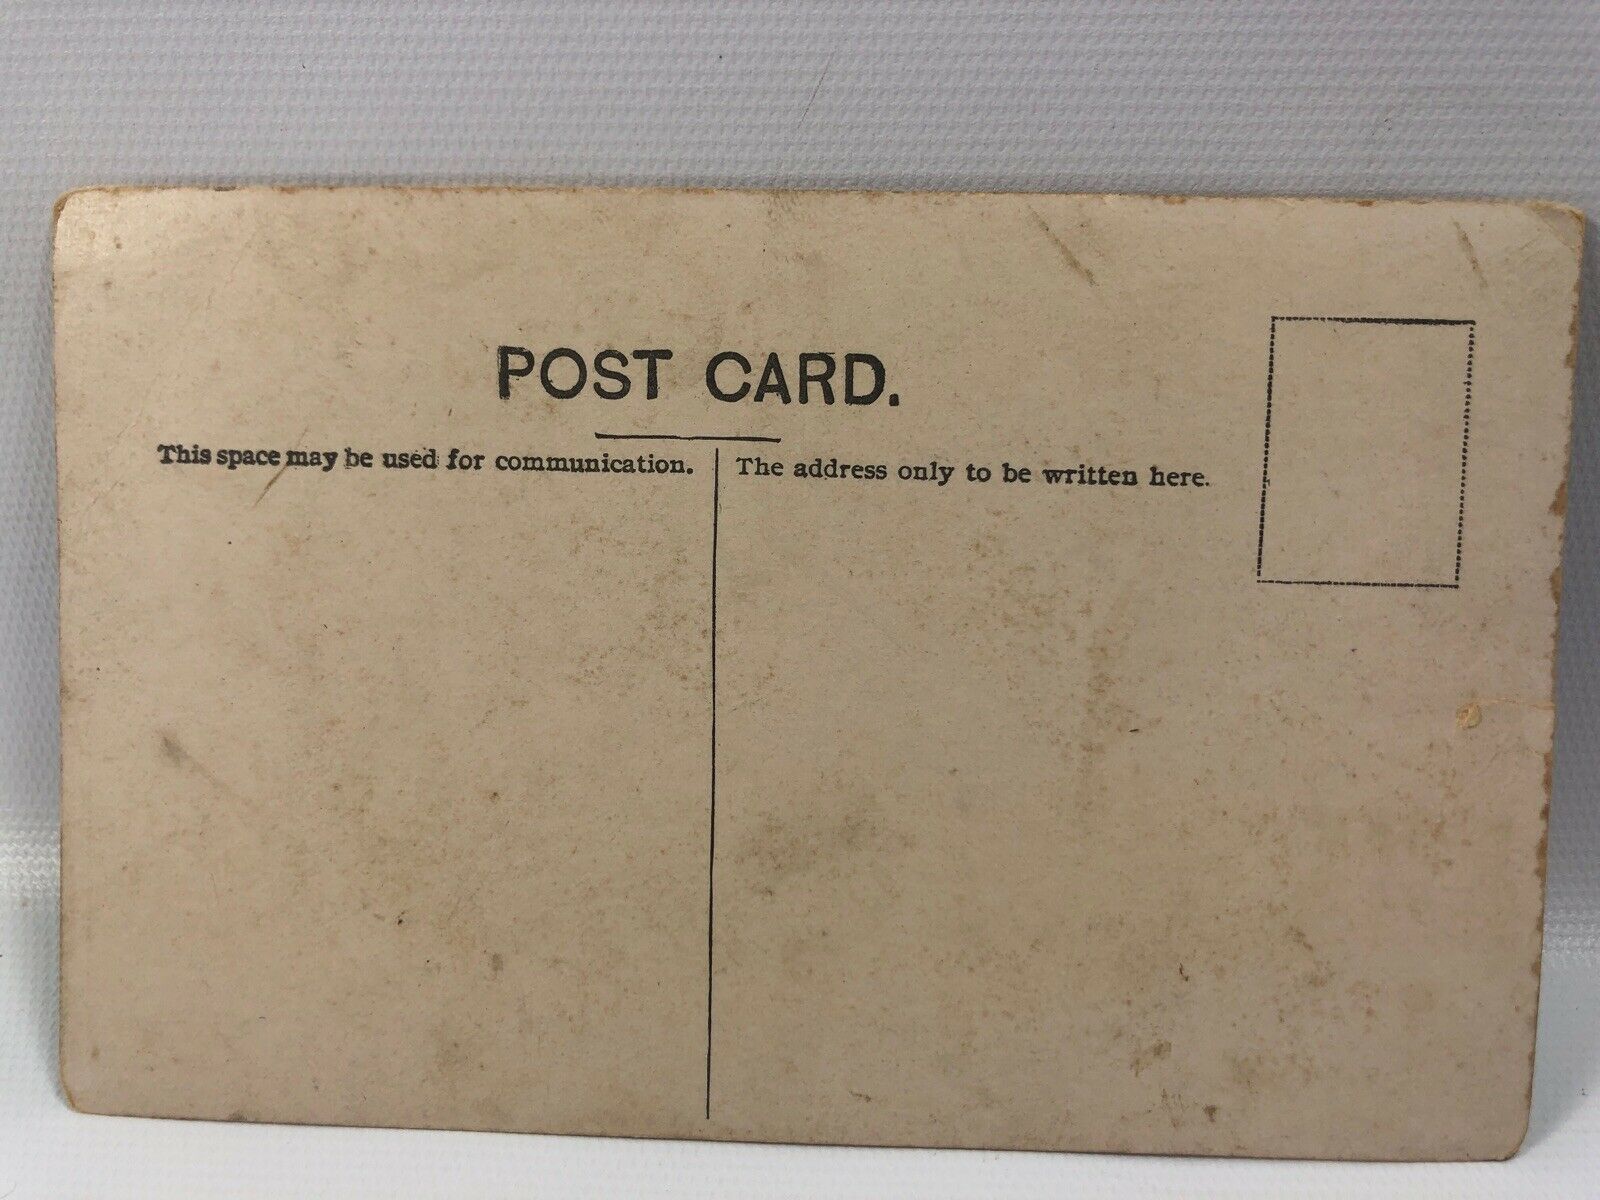 POST CARD.
This space may be used for communication.
The address only to be written here.